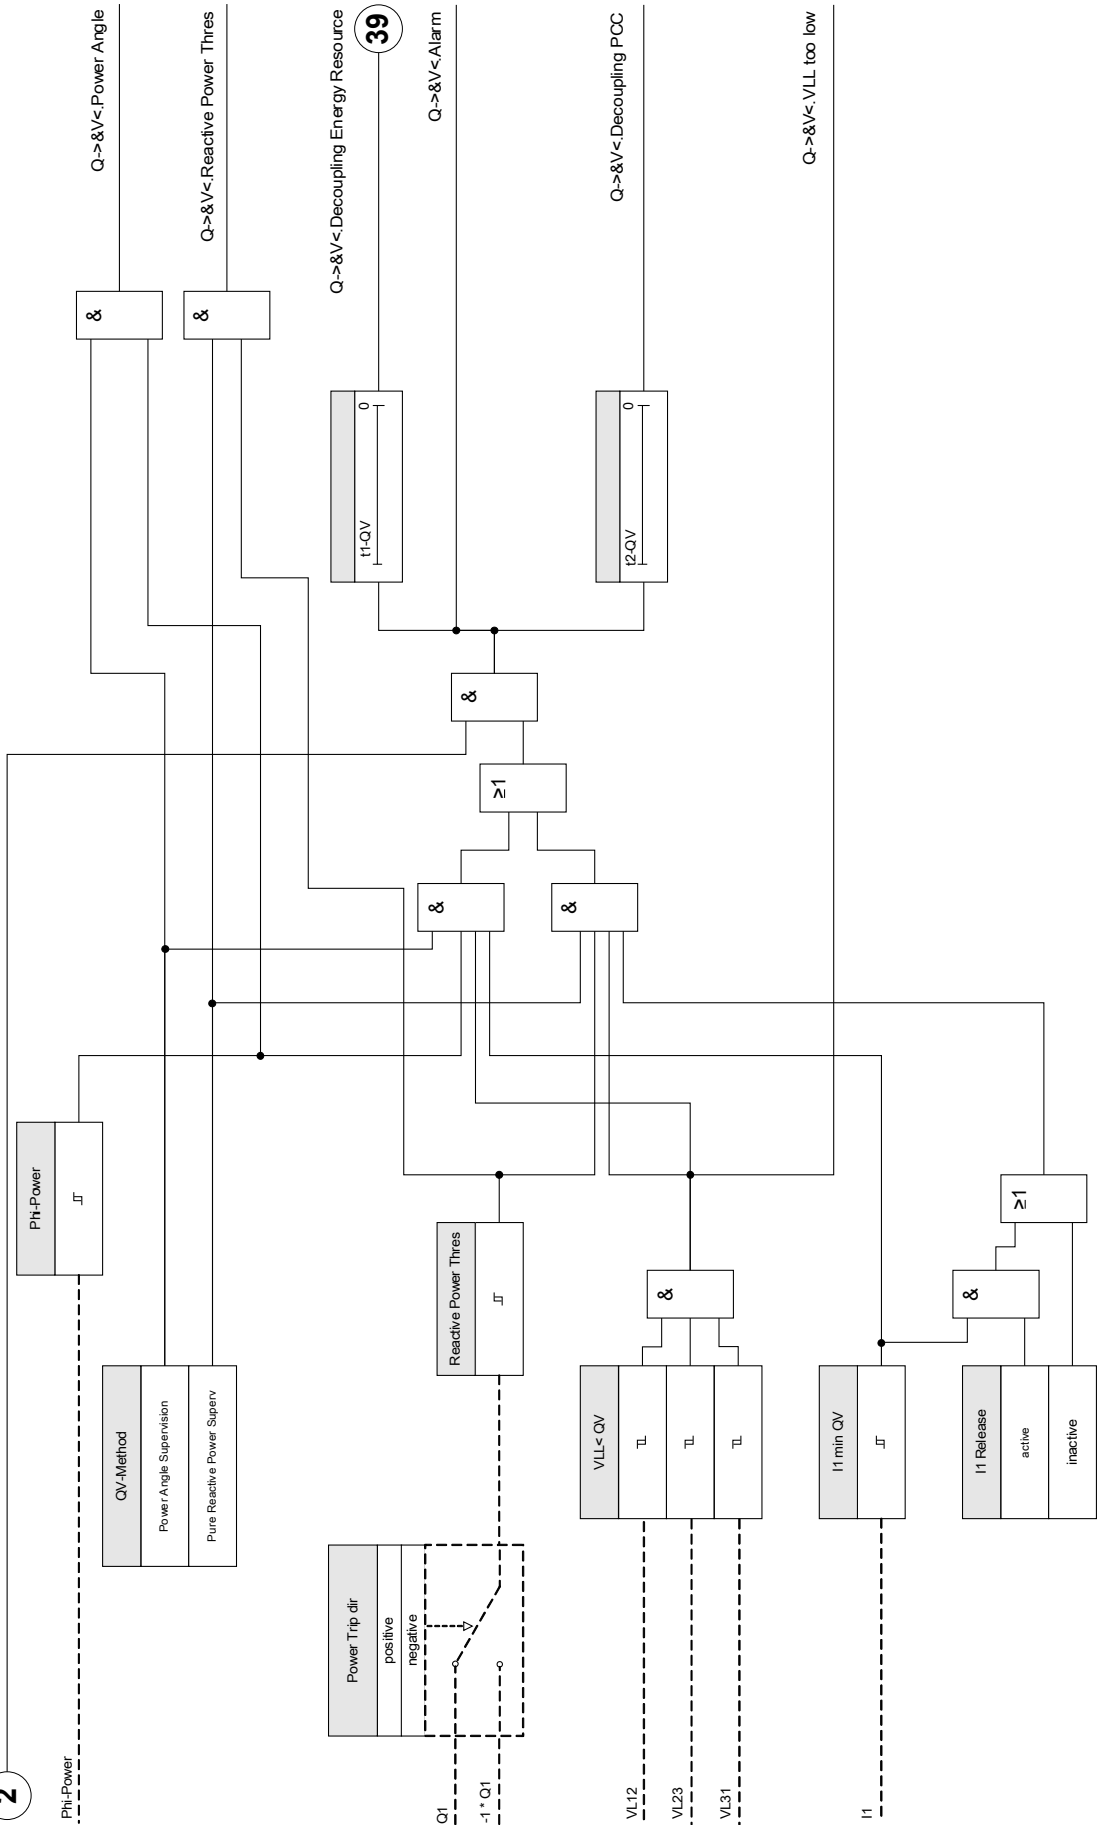 2
Phi-Power
Phi-Power
QV-Method
Power Angle Supervision
Pure Reactive Power Superv
&
Q->&V<.Power Angle
&
Q->&V<.Reactive Power Thres
Power Trip dir
positive
negative
Q1
-1 * Q1
Reactive Power Thres
&
&
≥1
&
t1-QV
0
Q->&V<.Decoupling Energy Resource
39
Q->&V<.Alarm
t2-QV
0
Q->&V<.Decoupling PCC
VL12
VL23
VL31
VLL< QV
&
Q->&V<.VLL too low
I1
I1 min QV
I1 Release
active
inactive
&
≥1